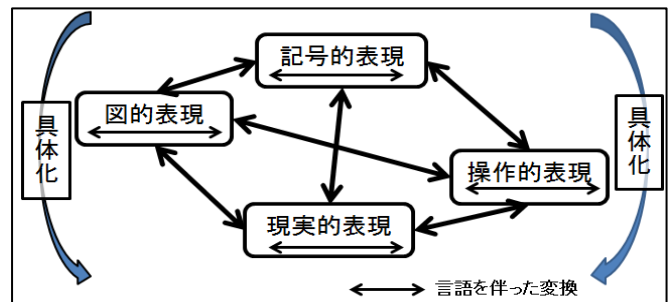 記号的表現
図的表現
具体化
具体化
操作的表現
現実的表現
言語を伴った変換